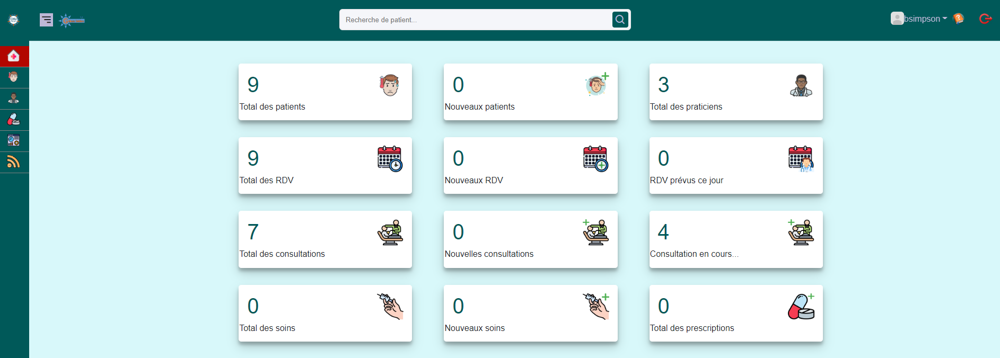 CHU
Recherche de patient...
bsimpson
9
Total des patients
0
Nouveaux patients
3
Total des praticiens
9
Total des RDV
0
Nouveaux RDV
0
RDV prévus ce jour
7
Total des consultations
0
Nouvelles consultations
4
Consultation en cours...
0
Total des soins
0
Nouveaux soins
0
Total des prescriptions